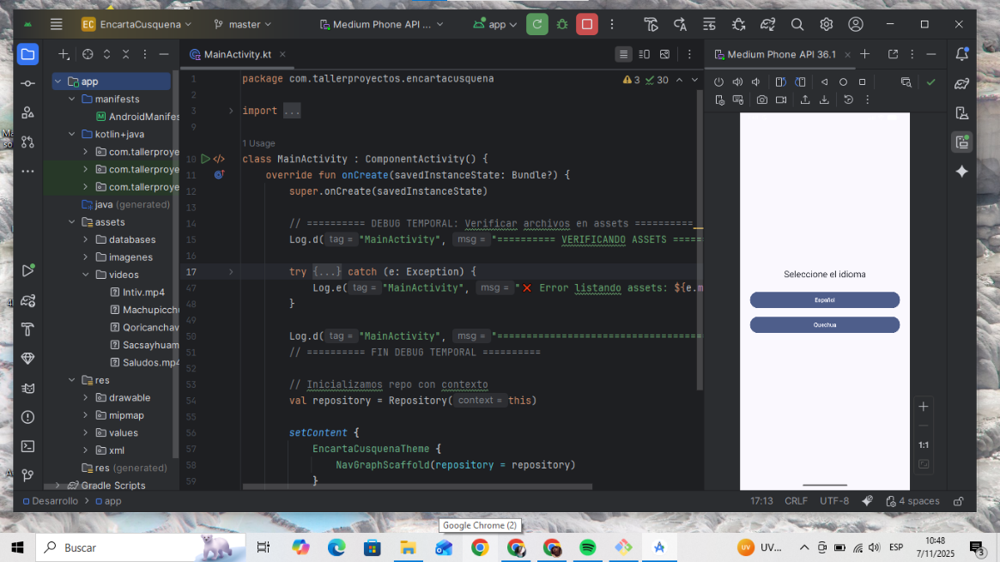 EC EncartaCusquena master Medium Phone API ... app
MainActivity.kt
Medium Phone API 36.1
app
manifests
AndroidManifes
kotlin+java
com.tallerproye
com.tallerproye
com.tallerproye
java (generated)
assets
databases
imagenes
videos
Intiv.mp4
Machupicch
Qoricanchav
Sacsayhuam
Saludos.mp4
res
drawable
mipmap
values
xml
res (generated)
Gradle Scripts
3 30
1 package com.tallerproyectos.encartacusquena
2
3 import ...
9
1 Usage
10 class MainActivity : ComponentActivity() {
11 override fun onCreate(savedInstanceState: Bundle?) {
12 super.onCreate(savedInstanceState)
13
14 // ========== DEBUG TEMPORAL: Verificar archivos en assets ==========
15 Log.d( tag = "MainActivity", msg = "========== VERIFICANDO ASSETS =====
16
17 try {...} catch (e: Exception) {
47 Log.e( tag = "MainActivity", msg = "❌ Error listando assets: ${e.m
48 }
49
50 Log.d( tag = "MainActivity", msg = "===================================
51 // ========== FIN DEBUG TEMPORAL ==========
52
53 // Inicializamos repo con contexto
54 val repository = Repository( context = this)
55
56 setContent {
57 EncartaCusquenaTheme {
58 NavGraphScaffold(repository = repository)
59 }
Seleccione el idioma
Español
Quechua
1:1
Desarrollo > app
17:13 CRLF UTF-8 4 spaces
Google Chrome (2)
Buscar
UV UV...
ESP
10:48
7/11/2025
3